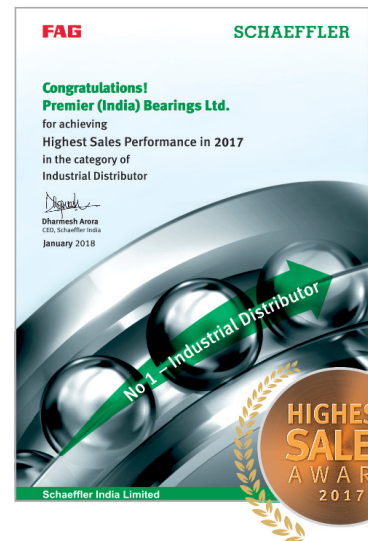 FAG
SCHAEFFLER
Congratulations!
Premier (India) Bearings Ltd.
for achieving
Highest Sales Performance in 2017
in the category of
Industrial Distributor
Dharmesh Arora
CEO, Schaeffler India
January 2018
No 1 – Industrial Distributor
HIGHES
SALE
AWAR
2017
Schaeffler India Limited